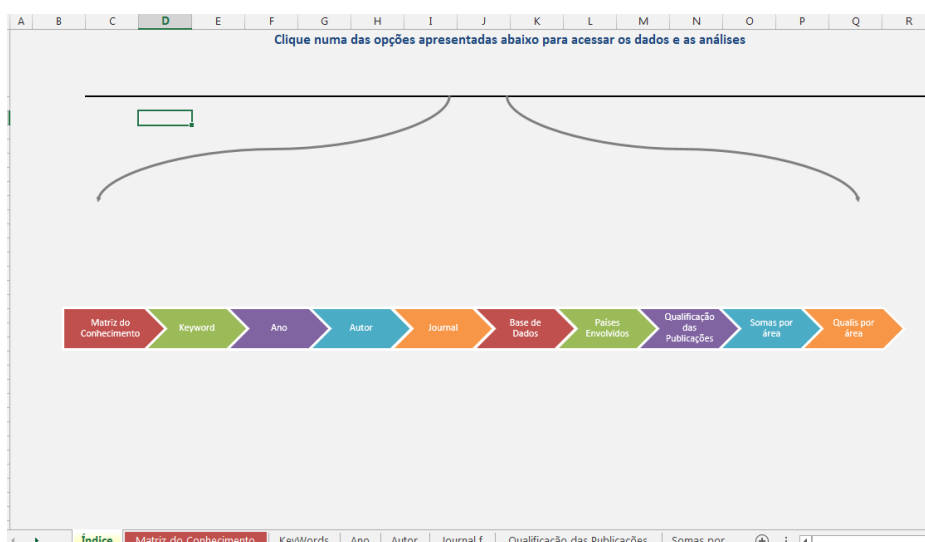 A B C D E F G H I J K L M N O P Q R
Clique numa das opções apresentadas abaixo para acessar os dados e as análises
Matriz do
Conhecimento
Keyword
Ano
Autor
Journal
Base de
Dados
Países
Envolvidos
Qualificação
das
Publicações
Somas por
área
Qualis por
área
Índice Matriz do Conhecimento KeyWords Ano Autor Journal f Qualificação das Publicações Somas por